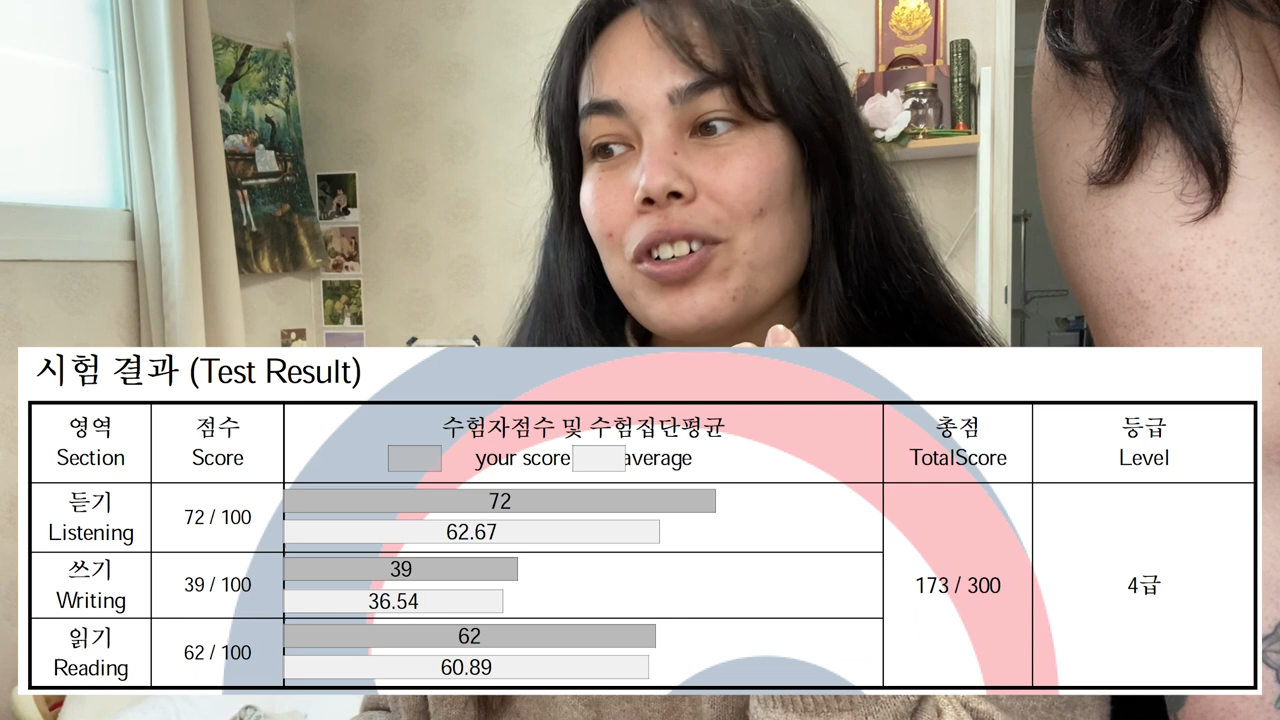 시험 결과 (Test Result)
영역
Section
점수
Score
수험자점수 및 수험집단평균
your score average
총점
TotalScore
등급
Level
듣기
Listening
72 / 100
72
62.67
쓰기
Writing
39 / 100
39
36.54
읽기
Reading
62 / 100
62
60.89
173 / 300
4급